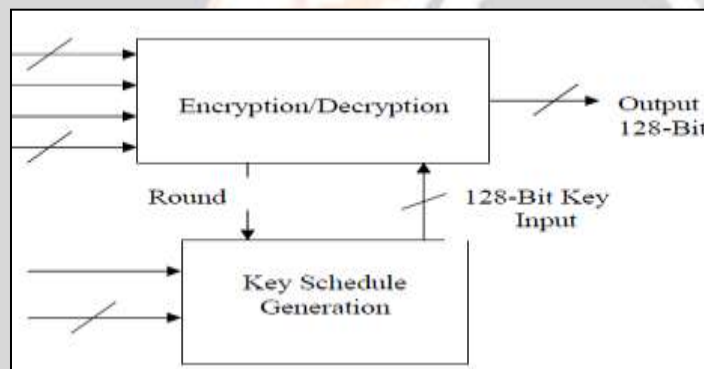 Encryption/Decryption
Output
128-Bit
Round
128-Bit Key
Input
Key Schedule
Generation